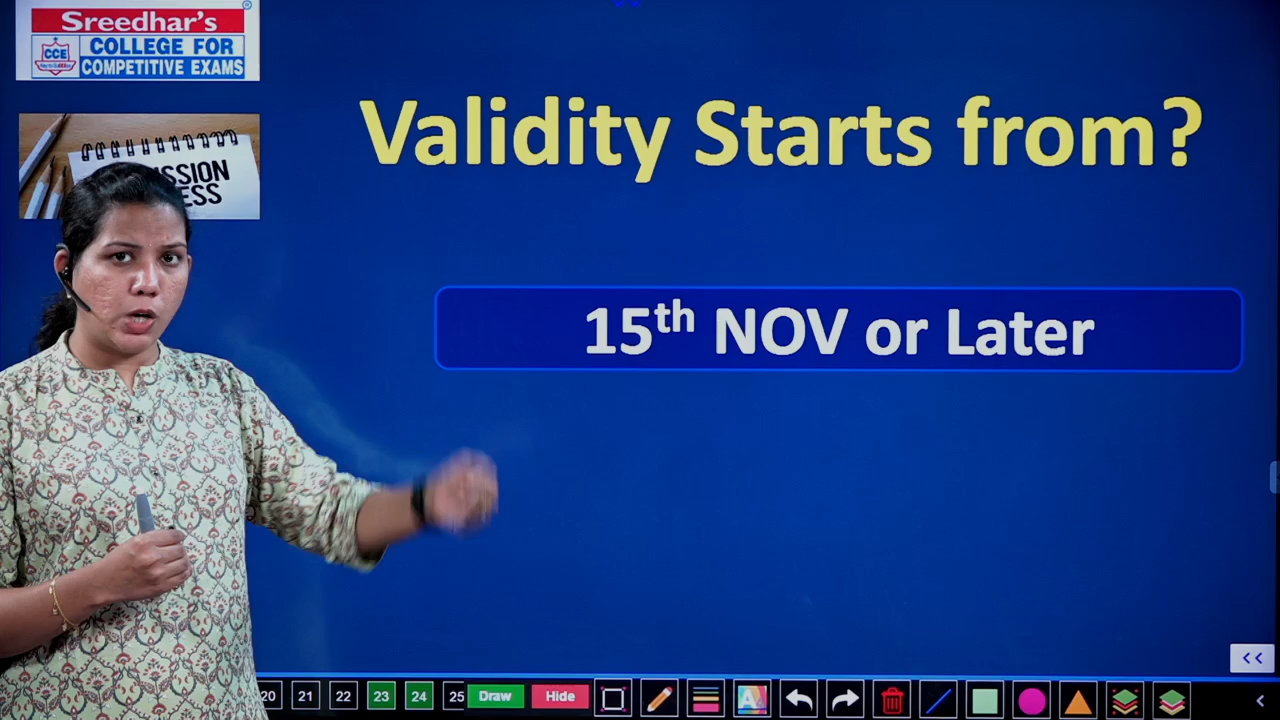 Sreedhar's
CCE
COLLEGE FOR
COMPETITIVE EXAMS
Validity Starts from?
15th NOV or Later
<<
20 21 22 23 24 25 Draw Hide